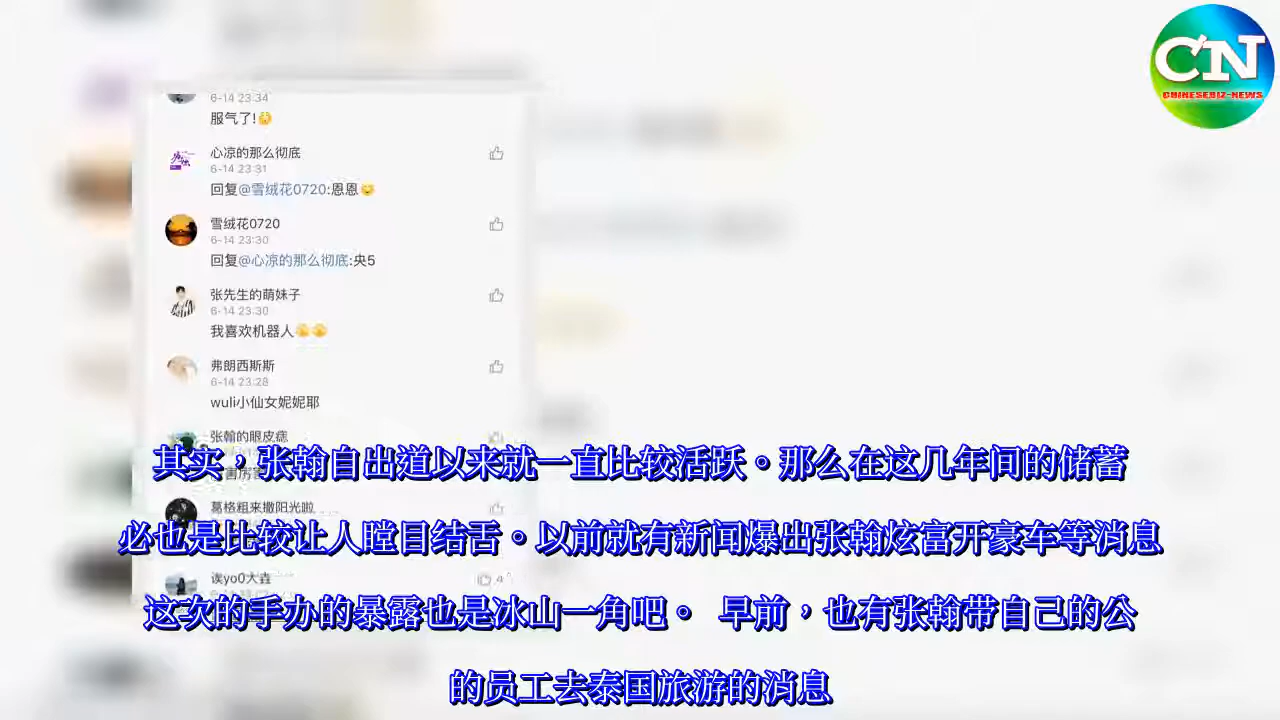 CN
CHINESEBIZ-NEWS
6-14 23:34
服气了!
心凉的那么彻底
6-14 23:31
回复@雪绒花0720:恩恩
雪绒花0720
6-14 23:30
回复@心凉的那么彻底:央5
张先生的萌妹子
6-14 23:30
我喜欢机器人
弗朗西斯斯
6-14 23:28
wuli小仙女妮妮耶
张翰的眼皮痣
其实，张翰自出道以来就一直比较活跃。那么在这几年间的储蓄
葛格粗来撒阳光啦
必也是比较让人瞠目结舌。以前就有新闻爆出张翰炫富开豪车等消息
诶yo0大垚
4
这次的手办的暴露也是冰山一角吧。 早前，也有张翰带自己的公
的员工去泰国旅游的消息